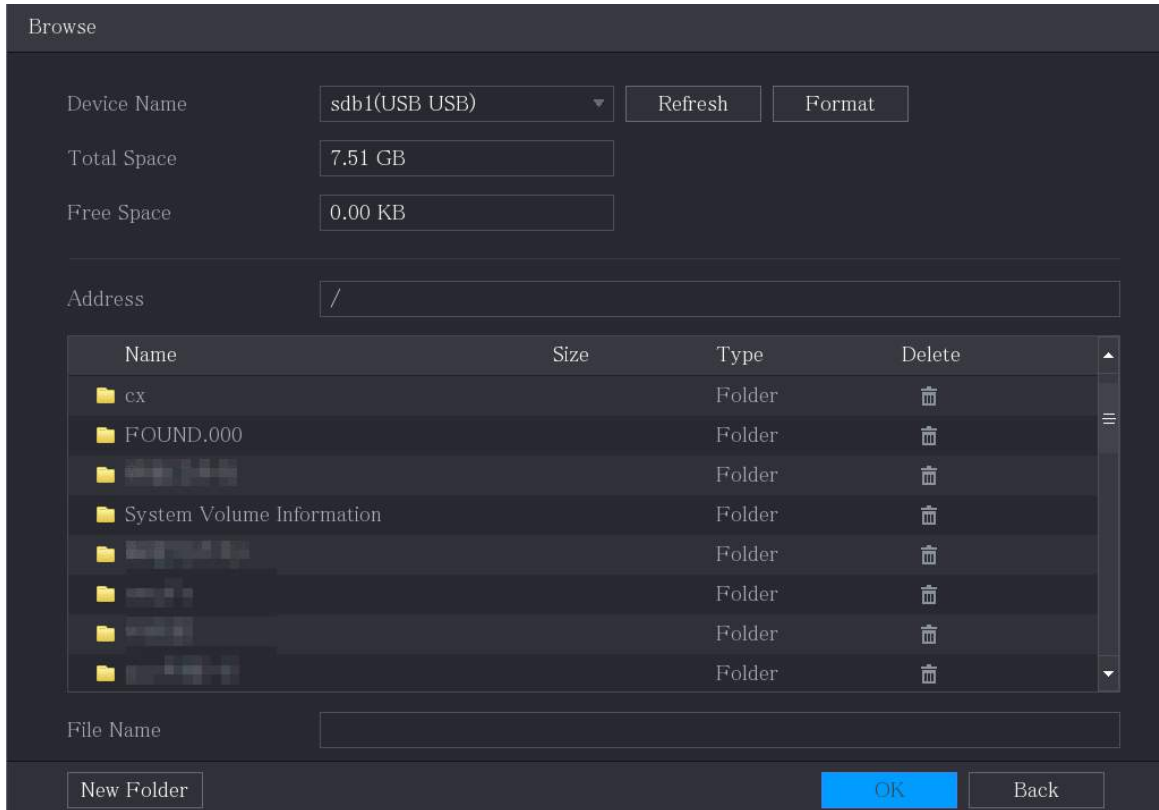 Browse
Device Name sdb1(USB USB) Refresh Format
Total Space 7.51 GB
Free Space 0.00 KB
Address /
Name Size Type Delete
cx Folder
FOUND.000 Folder
Folder
System Volume Information Folder
Folder
Folder
Folder
Folder
File Name
New Folder OK Back